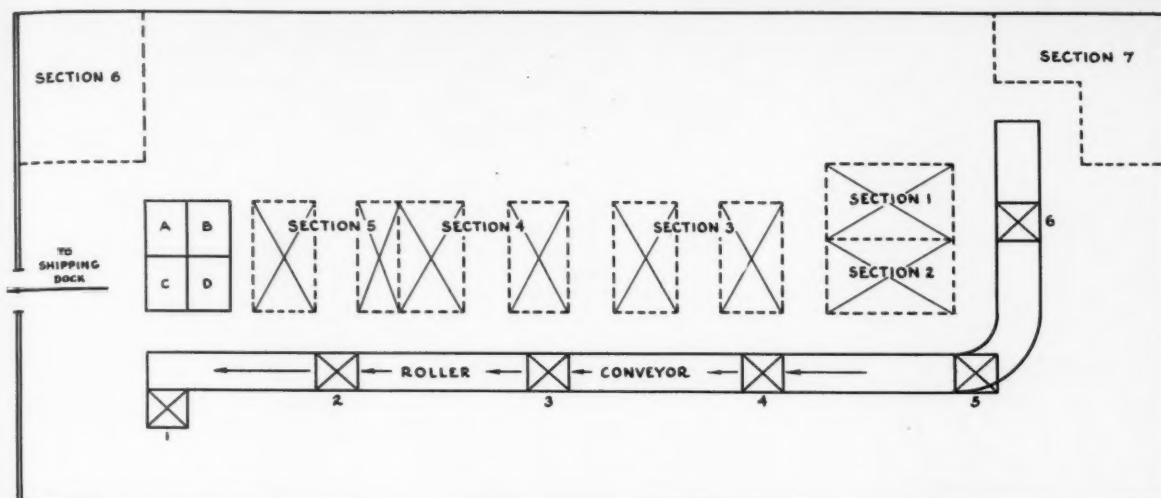 SECTION 6
SECTION 7
SECTION 1
A B
SECTION 5
SECTION 4
SECTION 3
6
TO
SHIPPING
DOCK
C D
SECTION 2
ROLLER CONVEYOR
2
3
4
5
1